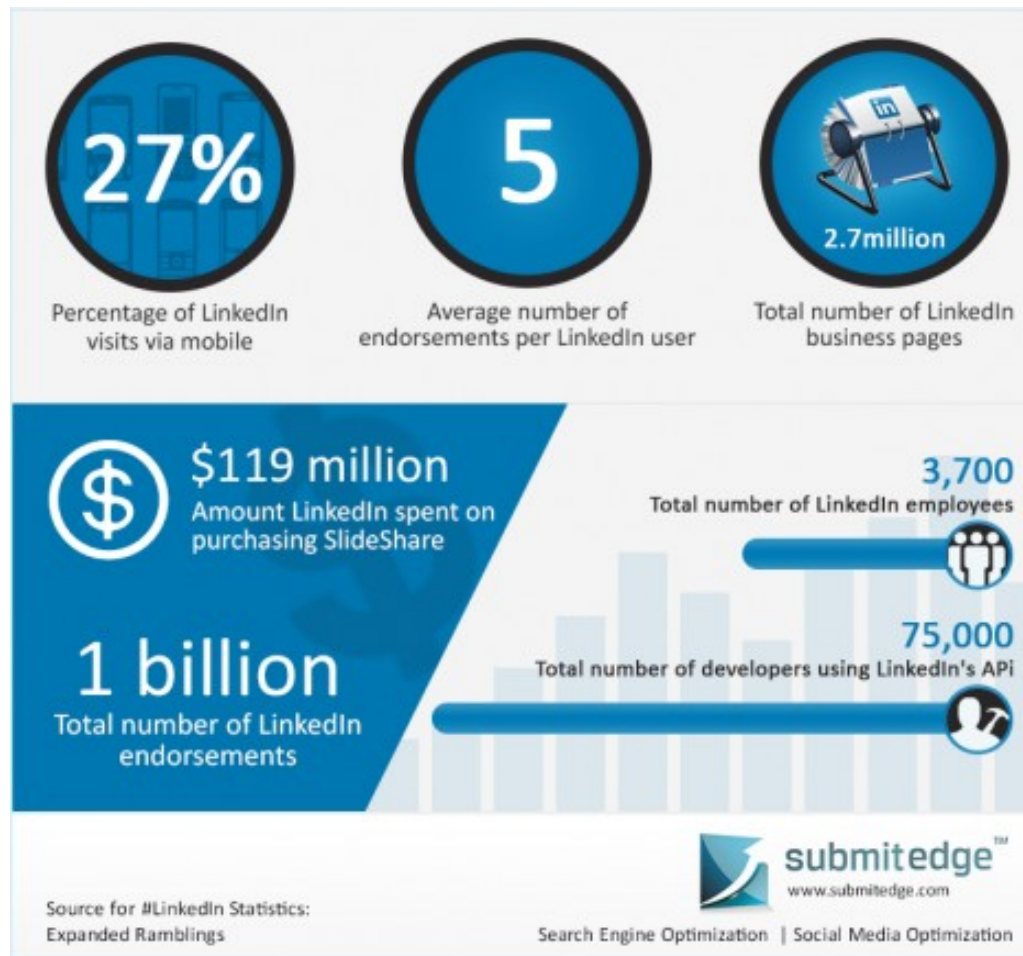 27%
Percentage of LinkedIn
visits via mobile
5
Average number of
endorsements per LinkedIn user
in
2.7million
Total number of LinkedIn
business pages
$
$119 million
Amount LinkedIn spent on
purchasing SlideShare
1 billion
Total number of LinkedIn
endorsements
3,700
Total number of LinkedIn employees
75,000
Total number of developers using LinkedIn's APi
submitedge™
www.submitedge.com
Source for #LinkedIn Statistics:
Expanded Ramblings
Search Engine Optimization | Social Media Optimization